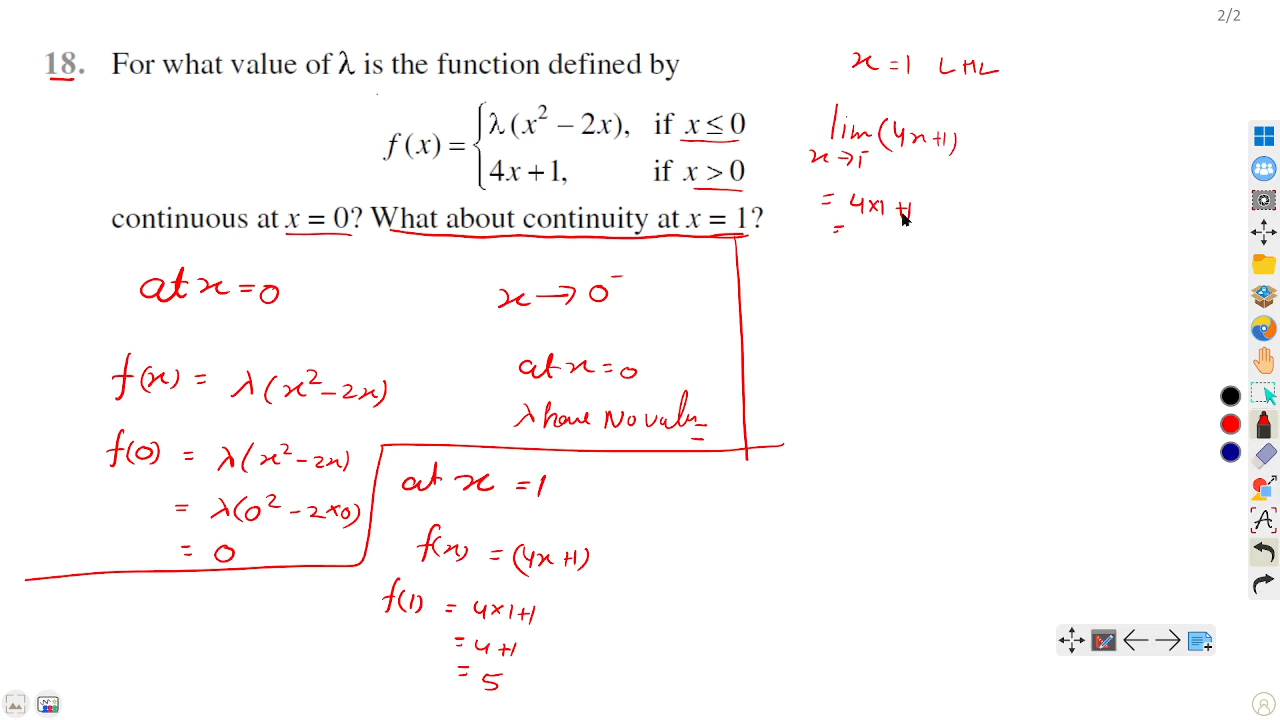 2/2
18. For what value of λ is the function defined by
f(x) = { λ(x² − 2x), if x ≤ 0
4x + 1, if x > 0
continuous at x = 0? What about continuity at x = 1?
at x = 0
f(x) = λ(x² − 2x)
f(0) = λ(x² − 2x)
= λ(0² − 2×0)
= 0
x → 0⁻
at x = 0
λ have No value
at x = 1
f(x) = (4x + 1)
f(1) = 4×1+1
= 4+1
= 5
x = 1 LHL
lim (4x+1)
x → 1⁻
= 4×1 +1
=
A